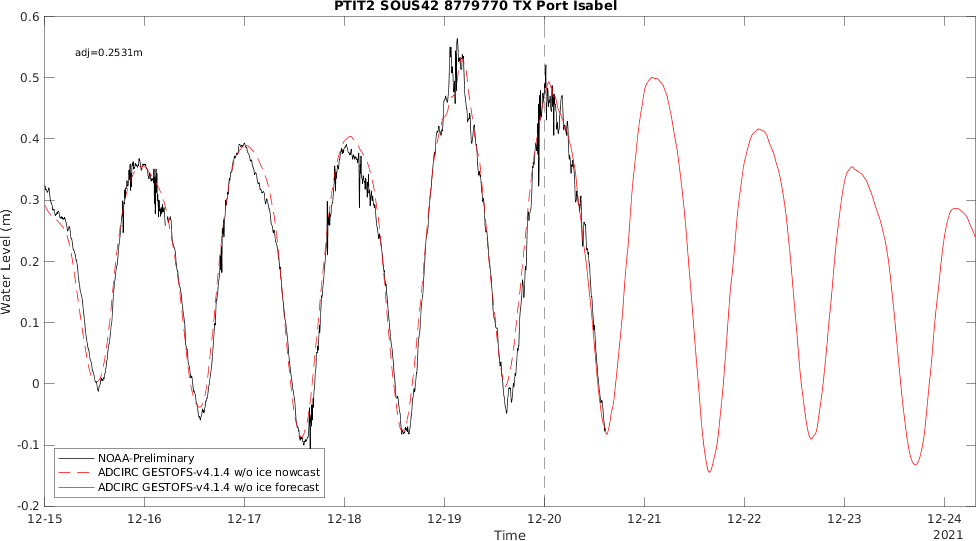 PTIT2 SOUS42 8779770 TX Port Isabel
adj=0.2531m
0.6
0.5
0.4
0.3
0.2
0.1
0
-0.1
-0.2
Water Level (m)
NOAA-Preliminary
ADCIRC GESTOFS-v4.1.4 w/o ice nowcast
ADCIRC GESTOFS-v4.1.4 w/o ice forecast
12-15 12-16 12-17 12-18 12-19 12-20 12-21 12-22 12-23 12-24
Time
2021